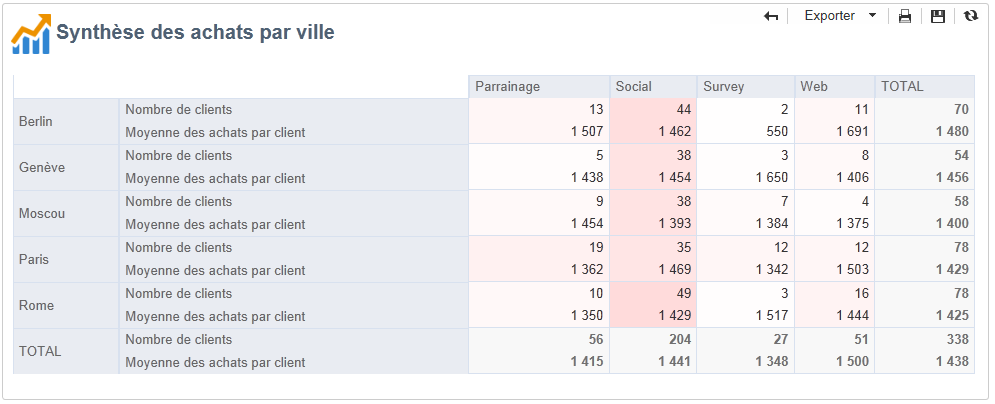 Exporter
Synthèse des achats par ville
Parrainage Social Survey Web TOTAL
Berlin Nombre de clients 13 44 2 11 70
Moyenne des achats par client 1 507 1 462 550 1 691 1 480
Genève Nombre de clients 5 38 3 8 54
Moyenne des achats par client 1 438 1 454 1 650 1 406 1 456
Moscou Nombre de clients 9 38 7 4 58
Moyenne des achats par client 1 454 1 393 1 384 1 375 1 400
Paris Nombre de clients 19 35 12 12 78
Moyenne des achats par client 1 362 1 469 1 342 1 503 1 429
Rome Nombre de clients 10 49 3 16 78
Moyenne des achats par client 1 350 1 429 1 517 1 444 1 425
TOTAL Nombre de clients 56 204 27 51 338
Moyenne des achats par client 1 415 1 441 1 348 1 500 1 438